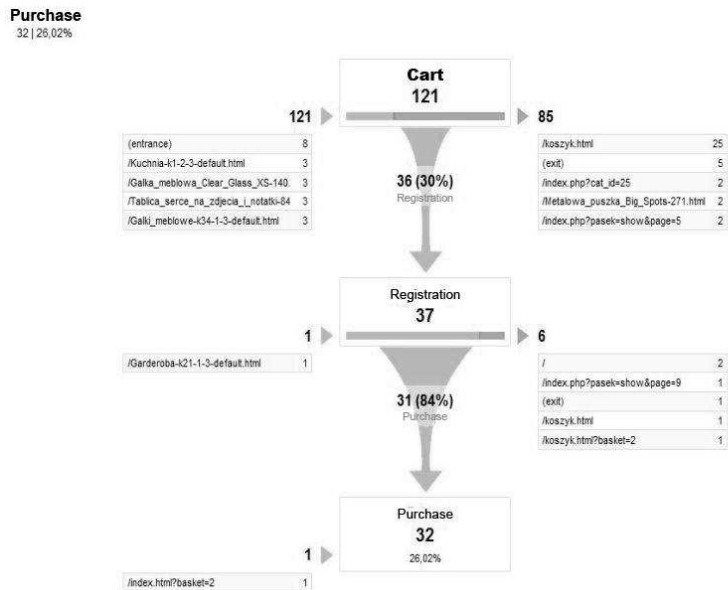 Purchase
32 | 26,02%
Cart
121
121
85
(entrance) 8
/Kuchnia-k1-2-3-default.html 3
/Galka_meblowa_Clear_Glass_XS-140. 3
/Tablica_serce_na_zdjecia_i_notatki-84 3
/Galki_meblowe-k34-1-3-default.html 3
/koszyk.html 25
(exit) 5
/index.php?cat_id=25 2
/Metalowa_puszka_Big_Spots-271.html 2
/index.php?pasek=show&page=5 2
36 (30%)
Registration
Registration
37
1
6
/Garderoba-k21-1-3-default.html 1
/ 2
/index.php?pasek=show&page=9 1
(exit) 1
/koszyk.html 1
/koszyk.html?basket=2 1
31 (84%)
Purchase
Purchase
32
26,02%
1
/index.html?basket=2 1